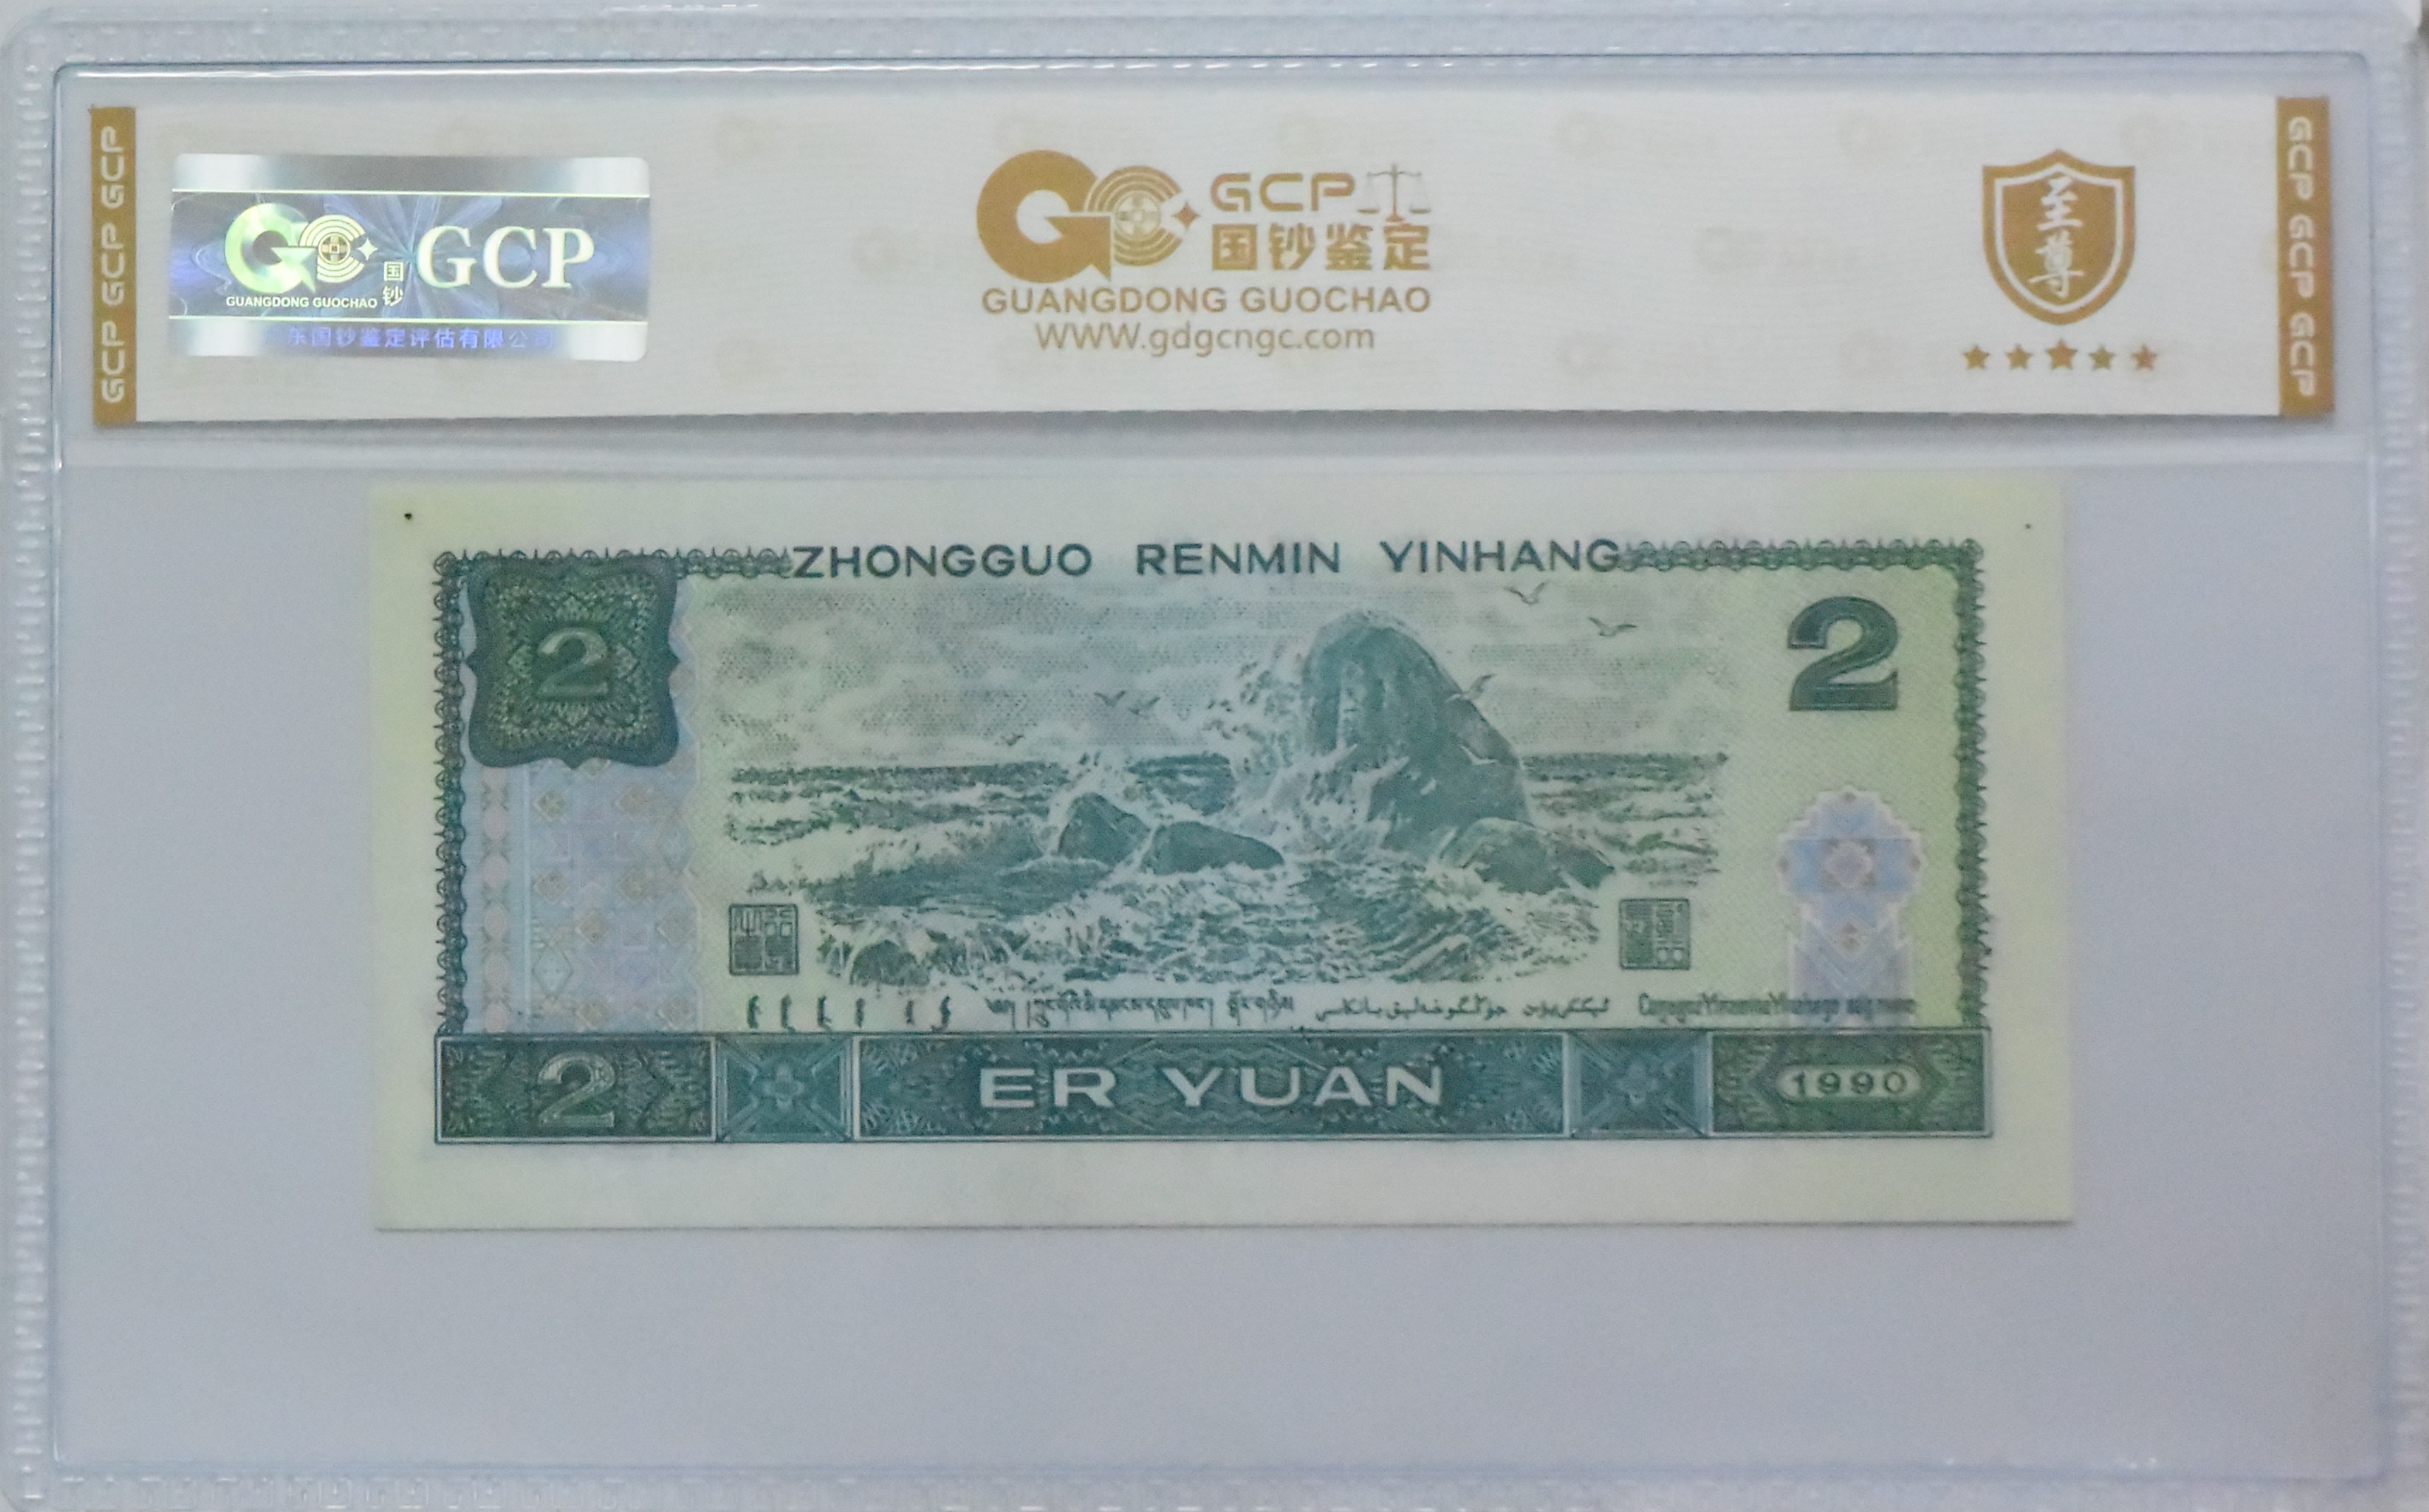 GCP GCP GCP
国钞
GCP
GUANGDONG GUOCHAO
东国钞鉴定评估有限公司
GCP
国钞鉴定
GUANGDONG GUOCHAO
WWW.gdgcngc.com
至尊
GCP GCP GCP
ZHONGGUO RENMIN YINHANG
2
2
2
ER YUAN
1990